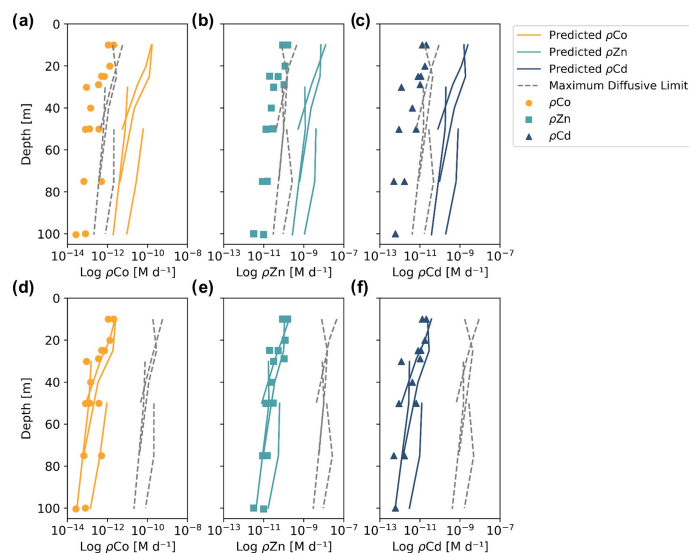 (a)
(b)
(c)
0
20
40
60
80
100
Depth [m]
10⁻¹⁴ 10⁻¹² 10⁻¹⁰ 10⁻⁸
Log ρCo [M d⁻¹]
10⁻¹³ 10⁻¹¹ 10⁻⁹ 10⁻⁷
Log ρZn [M d⁻¹]
10⁻¹³ 10⁻¹¹ 10⁻⁹ 10⁻⁷
Log ρCd [M d⁻¹]
Predicted ρCo
Predicted ρZn
Predicted ρCd
Maximum Diffusive Limit
ρCo
ρZn
ρCd
(d)
(e)
(f)
0
20
40
60
80
100
Depth [m]
10⁻¹⁴ 10⁻¹² 10⁻¹⁰ 10⁻⁸
Log ρCo [M d⁻¹]
10⁻¹³ 10⁻¹¹ 10⁻⁹ 10⁻⁷
Log ρZn [M d⁻¹]
10⁻¹³ 10⁻¹¹ 10⁻⁹ 10⁻⁷
Log ρCd [M d⁻¹]